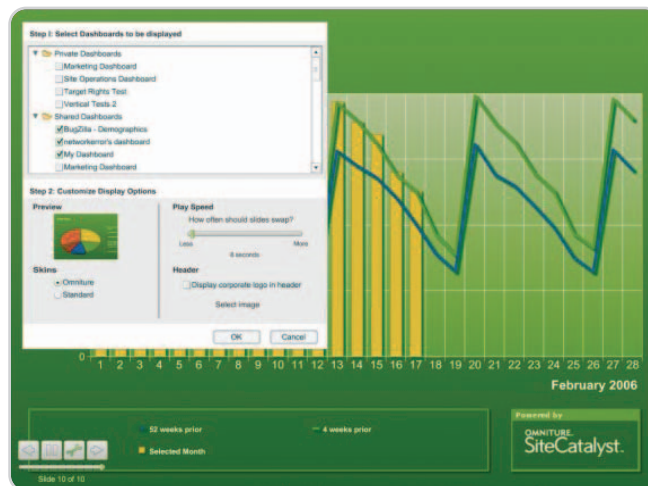 Step 1: Select Dashboards to be displayed
Private Dashboards
Marketing Dashboard
Site Operations Dashboard
Target Rights Test
Vertical Tests 2
Shared Dashboards
BugZilla - Demographics
networkerror's dashboard
My Dashboard
Marketing Dashboard
Step 2: Customize Display Options
Preview
Play Speed
How often should slides swap?
Less
More
8 seconds
Skins
Omniture
Standard
Header
Display corporate logo in header
Select image
OK
Cancel
0
1 2 3 4 5 6 7 8 9 10 11 12 13 14 15 16 17 18 19 20 21 22 23 24 25 26 27 28
February 2006
52 weeks prior
4 weeks prior
Selected Month
Powered by
OMNITURE
SiteCatalyst
Slide 10 of 10